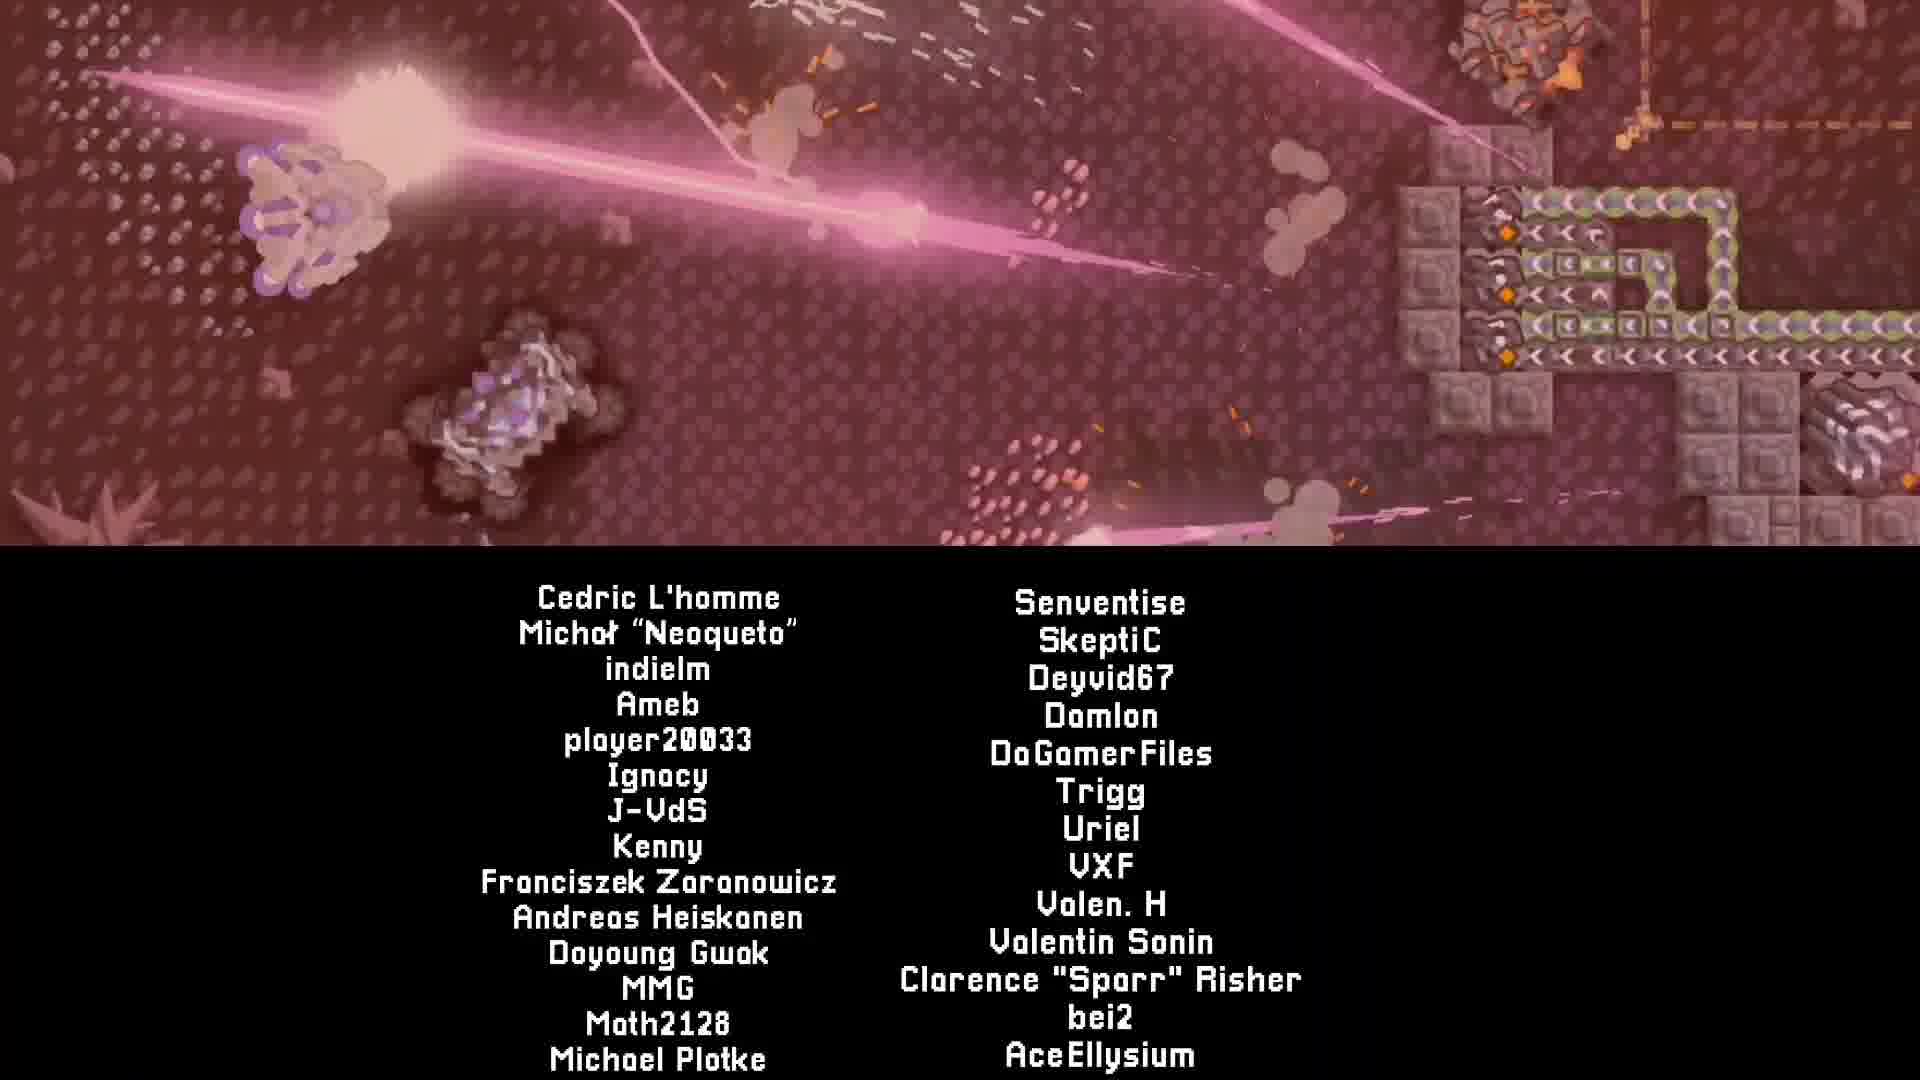 Cedric L'homme
Michał “Neoqueto”
indielm
Ameb
player20033
Ignacy
J-VdS
Kenny
Franciszek Zaranowicz
Andreas Heiskanen
Doyoung Gwak
MMG
Math2128
Michael Plotke
Senventise
SkeptiC
Deyvid67
Damlon
DaGamerFiles
Trigg
Uriel
VXF
Valen. H
Valentin Sonin
Clarence "Sparr" Risher
bei2
AceEllysium